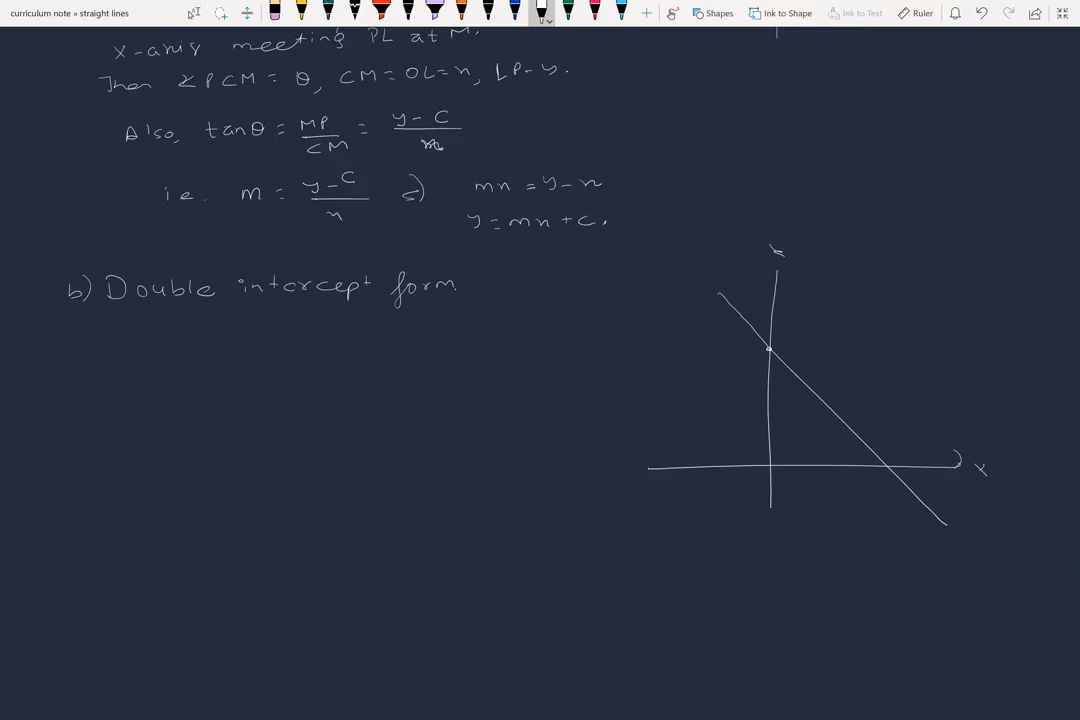 curriculum note » straight lines
Shapes
Ink to Shape
Ink to Text
Ruler
Share
X-axis meeting PL at M.
Then ∠PCM = θ, CM = OL = x, LP = y.
Also, tanθ = MP/CM = y - C/x
i.e. m = y - C/x ⇒ mx = y - x
y = mx + c.
b) Double intercept form.
X